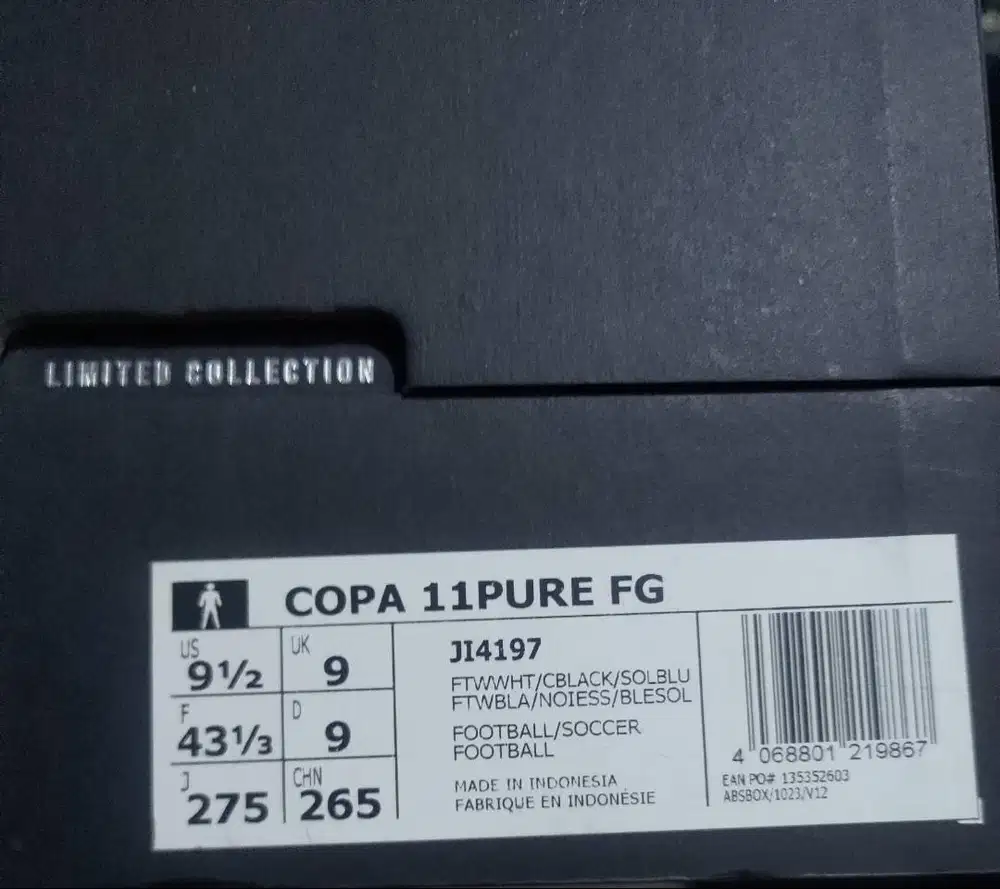 LIMITED COLLECTION
COPA 11PURE FG
US
9½
UK
9
F
43⅓
D
9
J
275
CHN
265
JI4197
FTWWHT/CBLACK/SOLBLU
FTWBLA/NOIESS/BLESOL
FOOTBALL/SOCCER
FOOTBALL
MADE IN INDONESIA
FABRIQUE EN INDONÉSIE
4 068801 219867
EAN PO# 135352603
ABSBOX/1023/V12